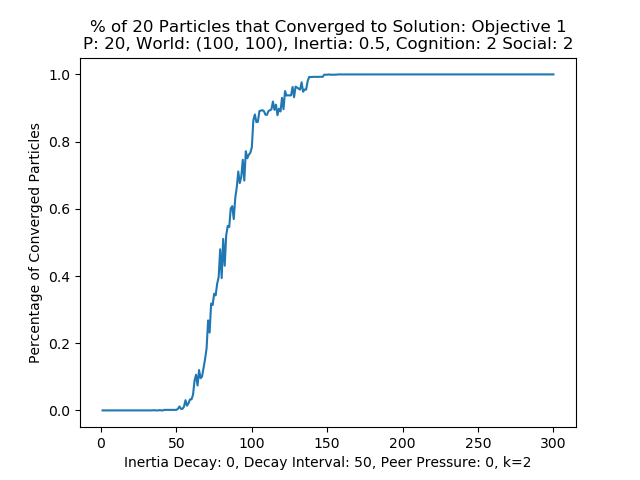 % of 20 Particles that Converged to Solution: Objective 1
P: 20, World: (100, 100), Inertia: 0.5, Cognition: 2 Social: 2
1.0
0.8
0.6
0.4
0.2
0.0
Percentage of Converged Particles
0 50 100 150 200 250 300
Inertia Decay: 0, Decay Interval: 50, Peer Pressure: 0, k=2